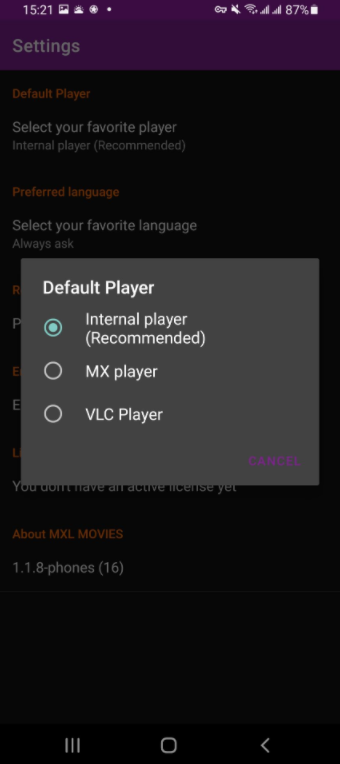 15:21
87%
Settings
Default Player
Select your favorite player
Internal player (Recommended)
Preferred language
Select your favorite language
Always ask
Default Player
Internal player
(Recommended)
MX player
VLC Player
CANCEL
You don't have an active license yet
About MXL MOVIES
1.1.8-phones (16)